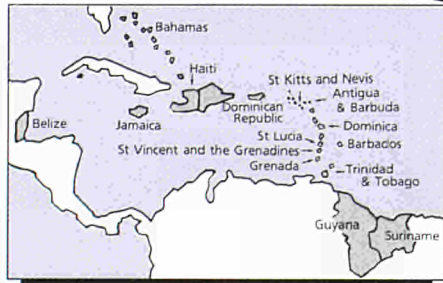 Bahamas
Haiti
St Kitts and Nevis
Antigua
& Barbuda
Dominican
Republic
Belize
Jamaica
Dominica
St Lucia
Barbados
St Vincent and the Grenadines
Grenada
Trinidad
& Tobago
Guyana
Suriname